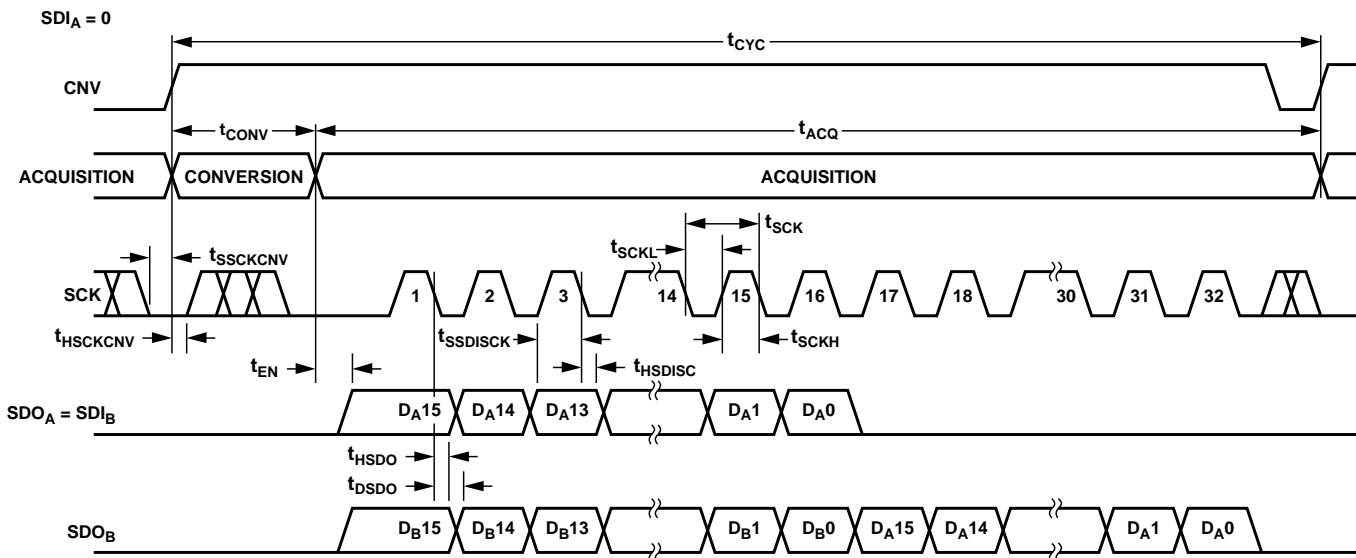 SDIA = 0
tCYC
CNV
tCONV
tACQ
ACQUISITION CONVERSION ACQUISITION
tSCK
tSCKL
tSSCKCNV
SCK 1 2 3 14 15 16 17 18 30 31 32
tHSCKCNV tSSDISCK tSCKH
tEN tHSDISC
SDOA = SDIB DA15 DA14 DA13 DA1 DA0
tHSDO
tDSDO
SDOB DB15 DB14 DB13 DB1 DB0 DA15 DA14 DA1 DA0